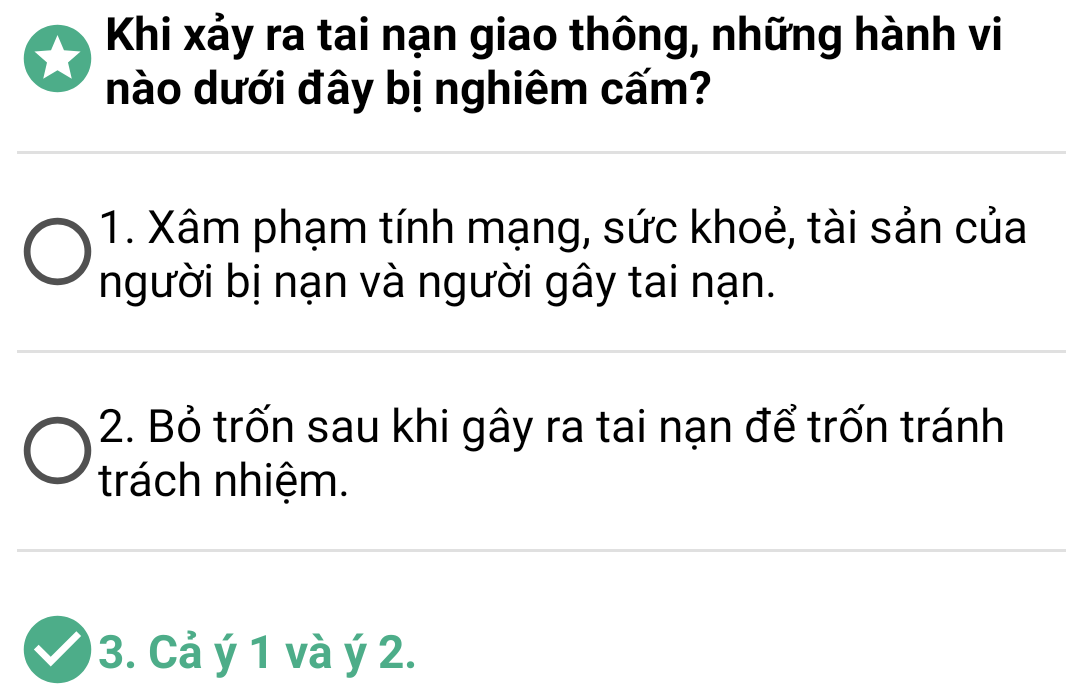 Khi xảy ra tai nạn giao thông, những hành vi
nào dưới đây bị nghiêm cấm?
1. Xâm phạm tính mạng, sức khoẻ, tài sản của
người bị nạn và người gây tai nạn.
2. Bỏ trốn sau khi gây ra tai nạn để trốn tránh
trách nhiệm.
3. Cả ý 1 và ý 2.